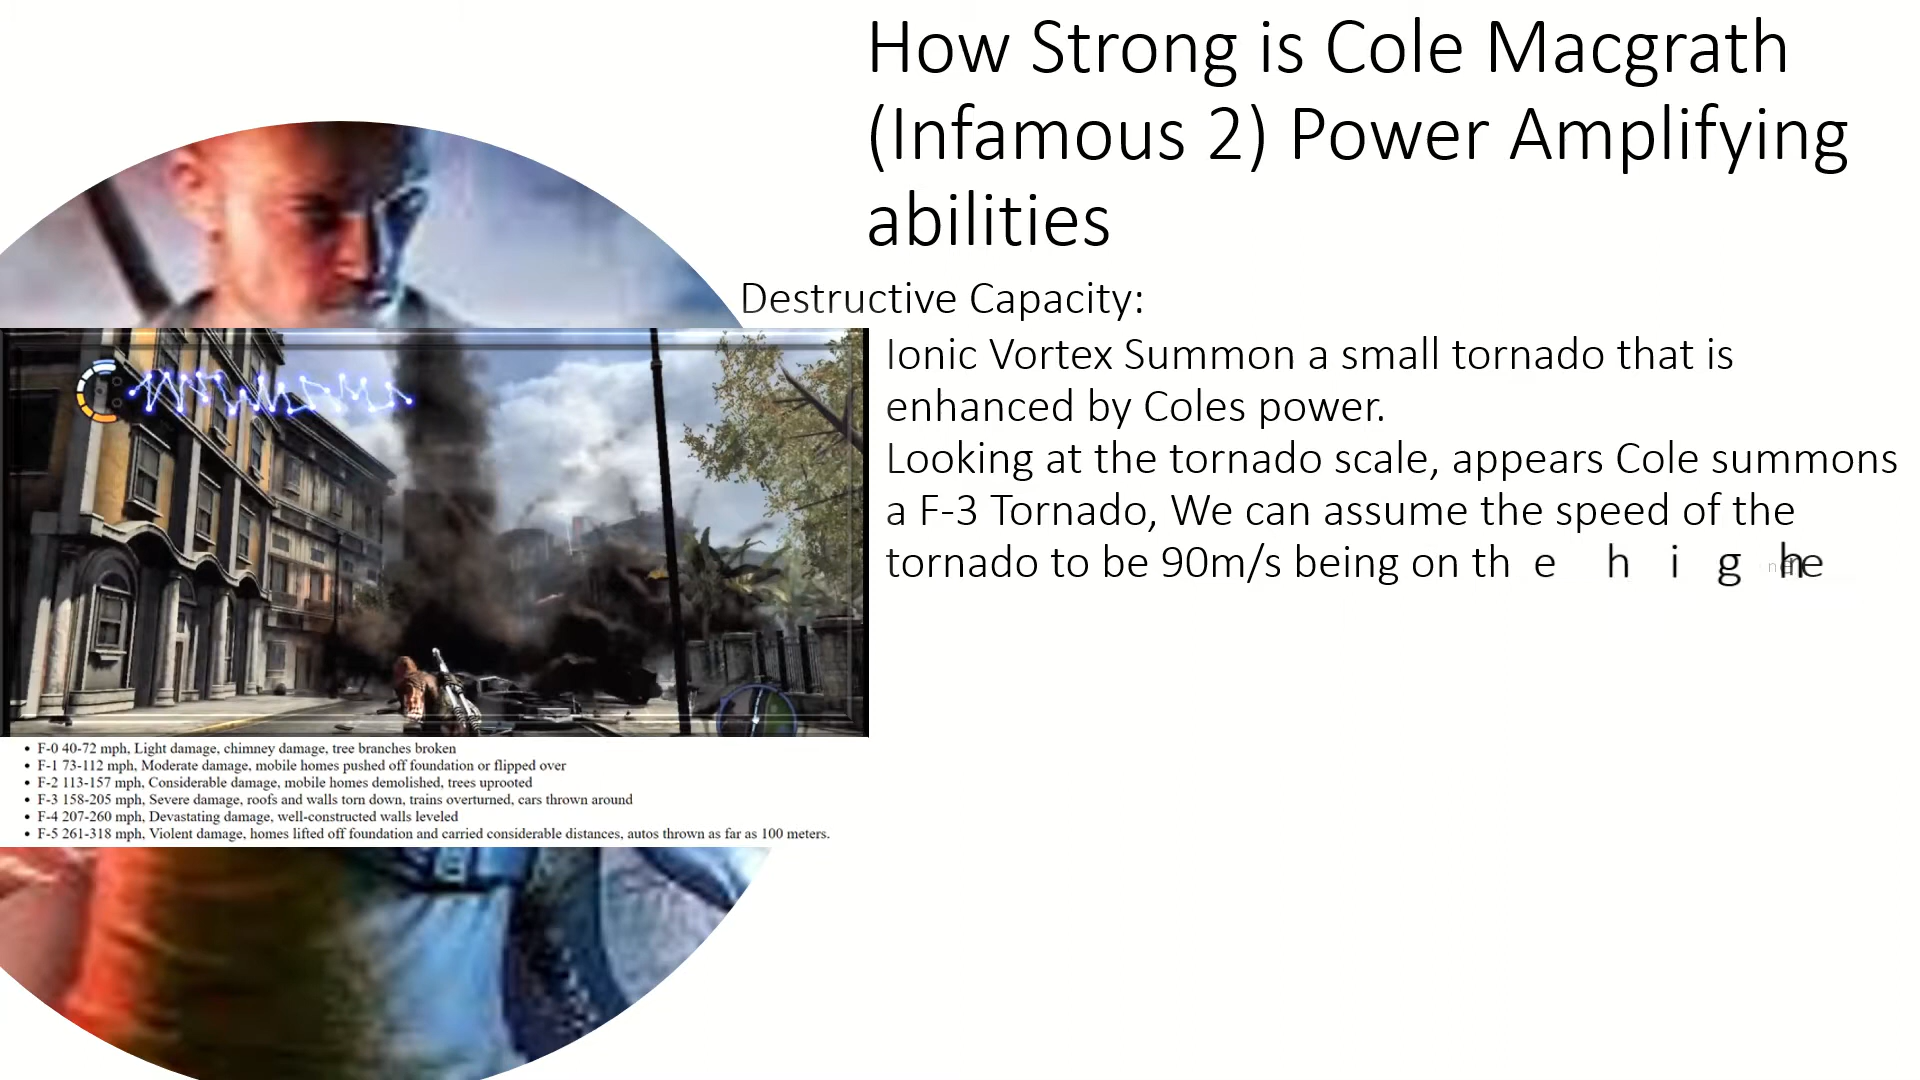 How Strong is Cole Macgrath
(Infamous 2) Power Amplifying
abilities
Destructive Capacity:
Ionic Vortex Summon a small tornado that is
enhanced by Coles power.
Looking at the tornado scale, appears Cole summons
a F-3 Tornado, We can assume the speed of the
tornado to be 90m/s being on the
• F-0 40-72 mph, Light damage, chimney damage, tree branches broken
• F-1 73-112 mph, Moderate damage, mobile homes pushed off foundation or flipped over
• F-2 113-157 mph, Considerable damage, mobile homes demolished, trees uprooted
• F-3 158-205 mph, Severe damage, roofs and walls torn down, trains overturned, cars thrown around
• F-4 207-260 mph, Devastating damage, well-constructed walls leveled
• F-5 261-318 mph, Violent damage, homes lifted off foundation and carried considerable distances, autos thrown as far as 100 meters.